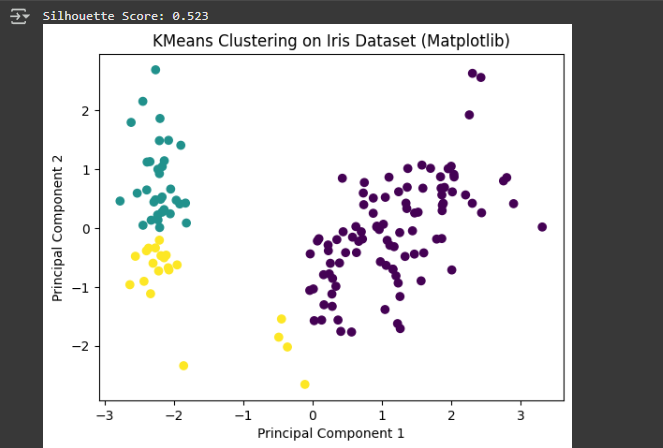 Silhouette Score: 0.523
KMeans Clustering on Iris Dataset (Matplotlib)
2
1
0
−1
−2
Principal Component 2
−3 −2 −1 0 1 2 3
Principal Component 1